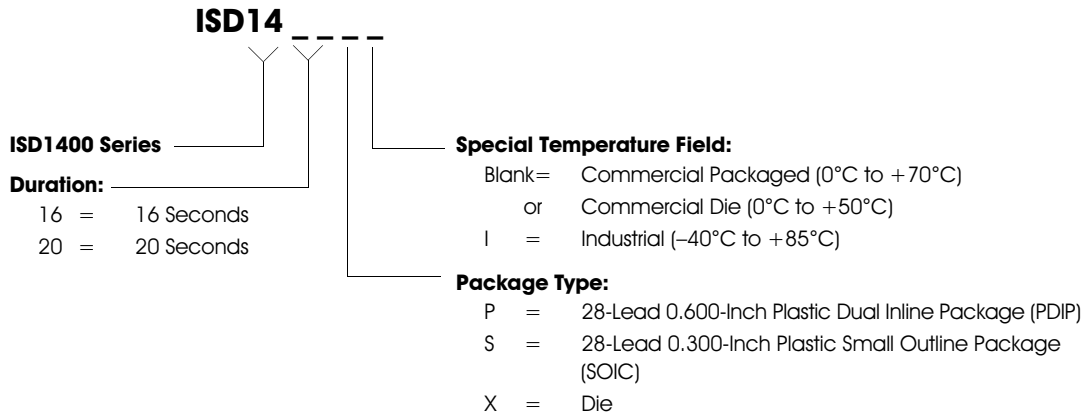 ISD14 _ _ _ _
ISD1400 Series
Duration:
16 = 16 Seconds
20 = 20 Seconds
Special Temperature Field:
Blank= Commercial Packaged (0°C to +70°C)
or Commercial Die (0°C to +50°C)
I = Industrial (–40°C to +85°C)
Package Type:
P = 28-Lead 0.600-Inch Plastic Dual Inline Package (PDIP)
S = 28-Lead 0.300-Inch Plastic Small Outline Package
(SOIC)
X = Die